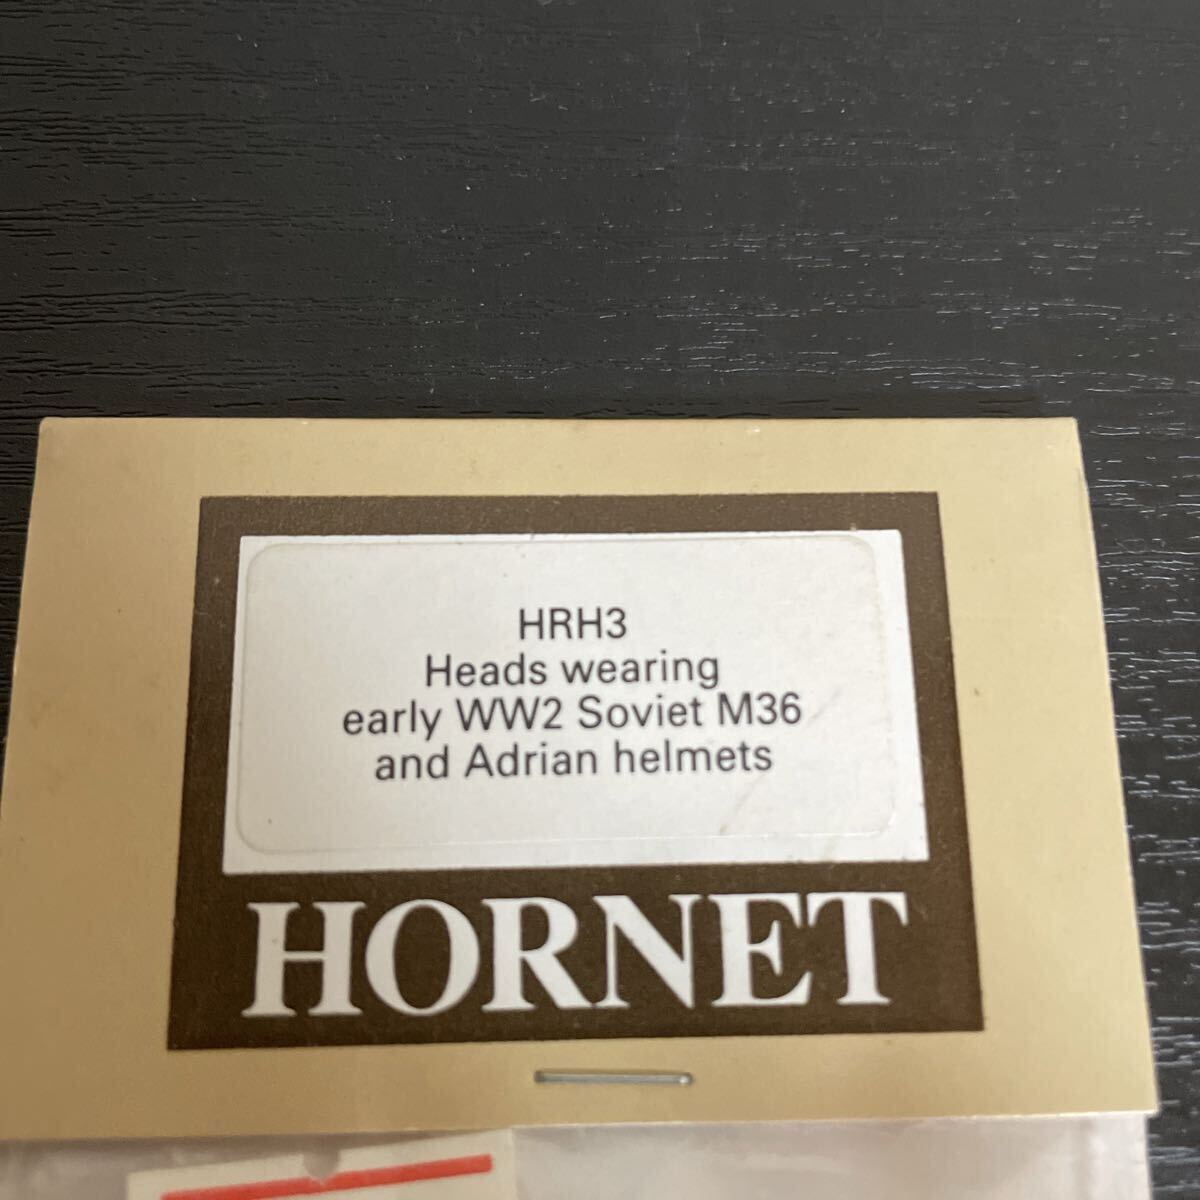 HRH3
Heads wearing
early WW2 Soviet M36
and Adrian helmets
HORNET